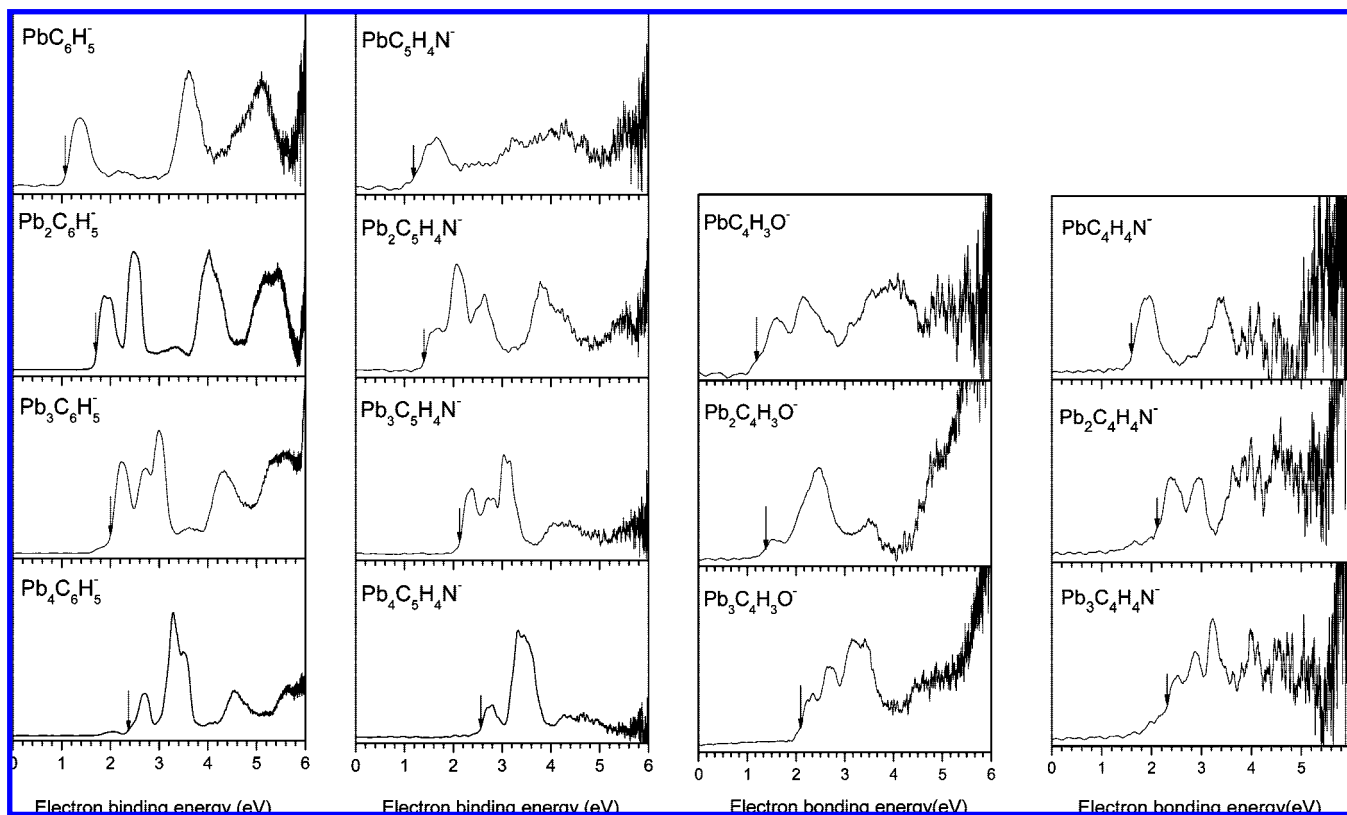 PbC₆H₅⁻
PbC₅H₄N⁻
Pb₂C₆H₅⁻
Pb₂C₅H₄N⁻
PbC₄H₃O⁻
PbC₄H₄N⁻
Pb₃C₆H₅⁻
Pb₃C₅H₄N⁻
Pb₂C₄H₃O⁻
Pb₂C₄H₄N⁻
Pb₄C₆H₅⁻
Pb₄C₅H₄N⁻
Pb₃C₄H₃O⁻
Pb₃C₄H₄N⁻
0 1 2 3 4 5 6
0 1 2 3 4 5 6
0 1 2 3 4 5 6
0 1 2 3 4 5
Electron binding energy (eV)
Electron binding energy (eV)
Electron bonding energy(eV)
Electron bonding energy(eV)